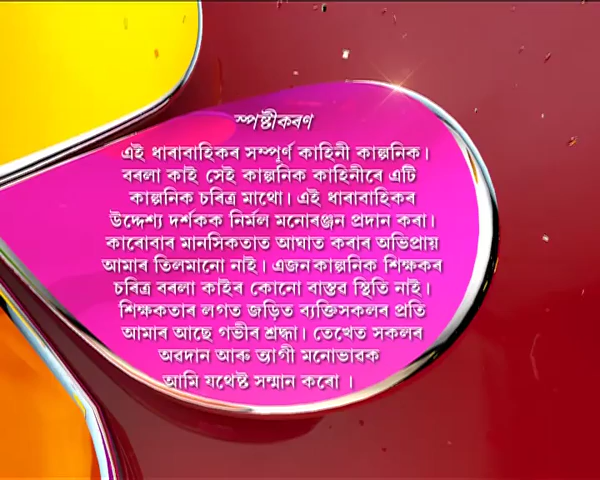 স্পষ্টীকৰণ
এই ধাৰাবাহিকৰ সম্পূৰ্ণ কাহিনী কাল্পনিক।
বৰলা কাই সেই কাল্পনিক কাহিনীৰে এটি
কাল্পনিক চৰিত্ৰ মাথো। এই ধাৰাবাহিকৰ
উদ্দেশ্য দৰ্শকক নিৰ্মল মনোৰঞ্জন প্ৰদান কৰা।
কাৰোবাৰ মানসিকতাত আঘাত কৰাৰ অভিপ্ৰায়
আমাৰ তিলমানো নাই। এজন কাল্পনিক শিক্ষকৰ
চৰিত্ৰ বৰলা কাইৰ কোনো বাস্তৱ স্থিতি নাই।
শিক্ষকতাৰ লগত জড়িত ব্যক্তিসকলৰ প্ৰতি
আমাৰ আছে গভীৰ শ্ৰদ্ধা। তেখেত সকলৰ
অৱদান আৰু ত্যাগী মনোভাৱক
আমি যথেষ্ট সন্মান কৰো ।